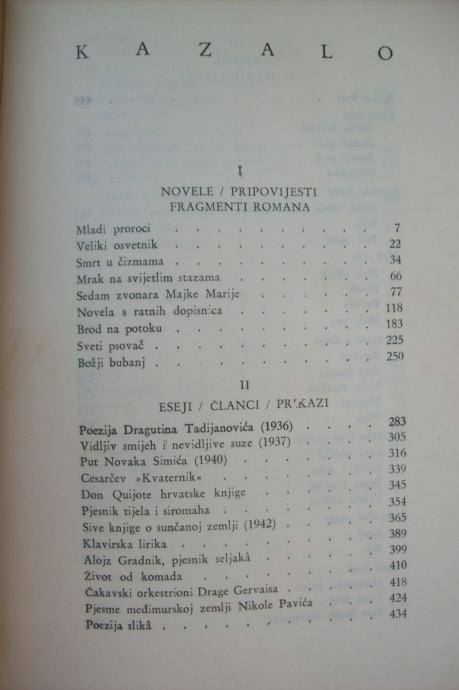 KAZALO
I
NOVELE / PRIPOVIJESTI
FRAGMENTI ROMANA
Mladi proroci . . . . . . . . . 7
Veliki osvetnik . . . . . . . . . 22
Smrt u čizmama . . . . . . . . . 34
Mrak na svijetlim stazama . . . . . . . 66
Sedam zvonara Majke Marije . . . . . . 77
Novela s ratnih dopisnica . . . . . . . 118
Brod na potoku . . . . . . . . . 183
Sveti psovač . . . . . . . . . . 225
Božji bubanj . . . . . . . . . . 250
II
ESEJI / ČLANCI / PRIKAZI
Poezija Dragutina Tadijanovića (1936) . . . . 283
Vidljiv smijeh i nevidljive suze (1937) . . . . 305
Put Novaka Simića (1940) . . . . . . . 316
Cesarčev »Kvaternik« . . . . . . . . 339
Don Quijote hrvatske knjige . . . . . . 345
Pjesnik tijela i siromaha . . . . . . . 354
Sive knjige o sunčanoj zemlji (1942) . . . . . 365
Klavirska lirika . . . . . . . . . 389
Alojz Gradnik, pjesnik seljakâ . . . . . . 399
Život od komada . . . . . . . . . 410
Čakavski orkestrioni Drage Gervaisa . . . . . 418
Pjesme međimurskoj zemlji Nikole Pavića . . . . 424
Poezija slikâ . . . . . . . . . . 434